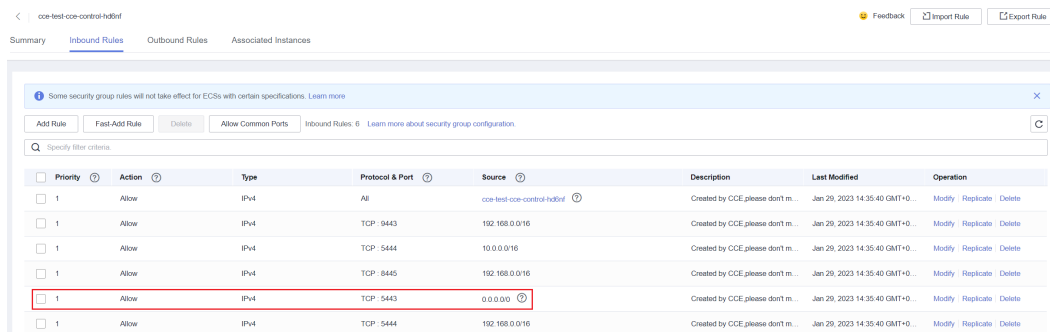 cce-test-cce-control-hd6nf Feedback Import Rule Export Rule
Summary Inbound Rules Outbound Rules Associated Instances
Some security group rules will not take effect for ECSs with certain specifications. Learn more
Add Rule Fast-Add Rule Delete Allow Common Ports Inbound Rules: 6 Learn more about security group configuration.
Specify filter criteria.
Priority Action Type Protocol & Port Source Description Last Modified Operation
1 Allow IPv4 All cce-test-cce-control-hd6nf Created by CCE,please don't m... Jan 29, 2023 14:35:40 GMT+0... Modify Replicate Delete
1 Allow IPv4 TCP : 9443 192.168.0.0/16 Created by CCE,please don't m... Jan 29, 2023 14:35:40 GMT+0... Modify Replicate Delete
1 Allow IPv4 TCP : 5444 10.0.0.0/16 Created by CCE,please don't m... Jan 29, 2023 14:35:40 GMT+0... Modify Replicate Delete
1 Allow IPv4 TCP : 8445 192.168.0.0/16 Created by CCE,please don't m... Jan 29, 2023 14:35:40 GMT+0... Modify Replicate Delete
1 Allow IPv4 TCP : 5443 0.0.0.0/0 Created by CCE,please don't m... Jan 29, 2023 14:35:40 GMT+0... Modify Replicate Delete
1 Allow IPv4 TCP : 5444 192.168.0.0/16 Created by CCE,please don't m... Jan 29, 2023 14:35:40 GMT+0... Modify Replicate Delete